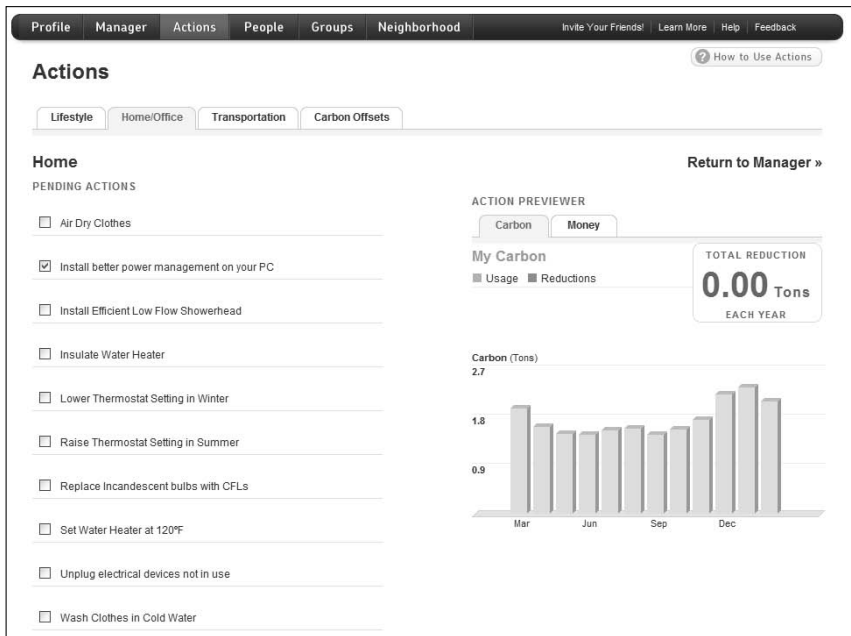 Profile Manager Actions People Groups Neighborhood Invite Your Friends! Learn More Help Feedback
? How to Use Actions
Actions
Lifestyle Home/Office Transportation Carbon Offsets
Home
Return to Manager »
PENDING ACTIONS
Air Dry Clothes
Install better power management on your PC
Install Efficient Low Flow Showerhead
Insulate Water Heater
Lower Thermostat Setting in Winter
Raise Thermostat Setting in Summer
Replace Incandescent bulbs with CFLs
Set Water Heater at 120ºF
Unplug electrical devices not in use
Wash Clothes in Cold Water
ACTION PREVIEWER
Carbon Money
My Carbon
Usage Reductions
TOTAL REDUCTION
0.00 Tons
EACH YEAR
Carbon (Tons)
2.7
1.8
0.9
Mar Jun Sep Dec